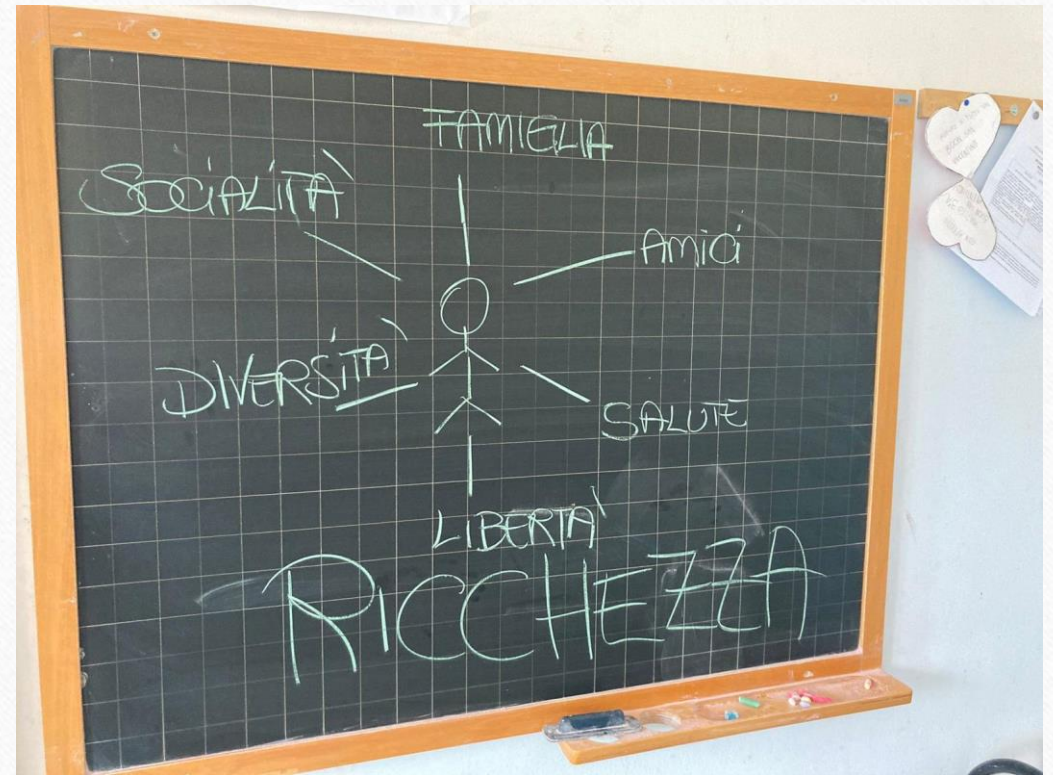 FAMIGLIA
SOCIALITÀ
AMICI
DIVERSITÀ
SALUTE
LIBERTÀ
RICCHEZZA